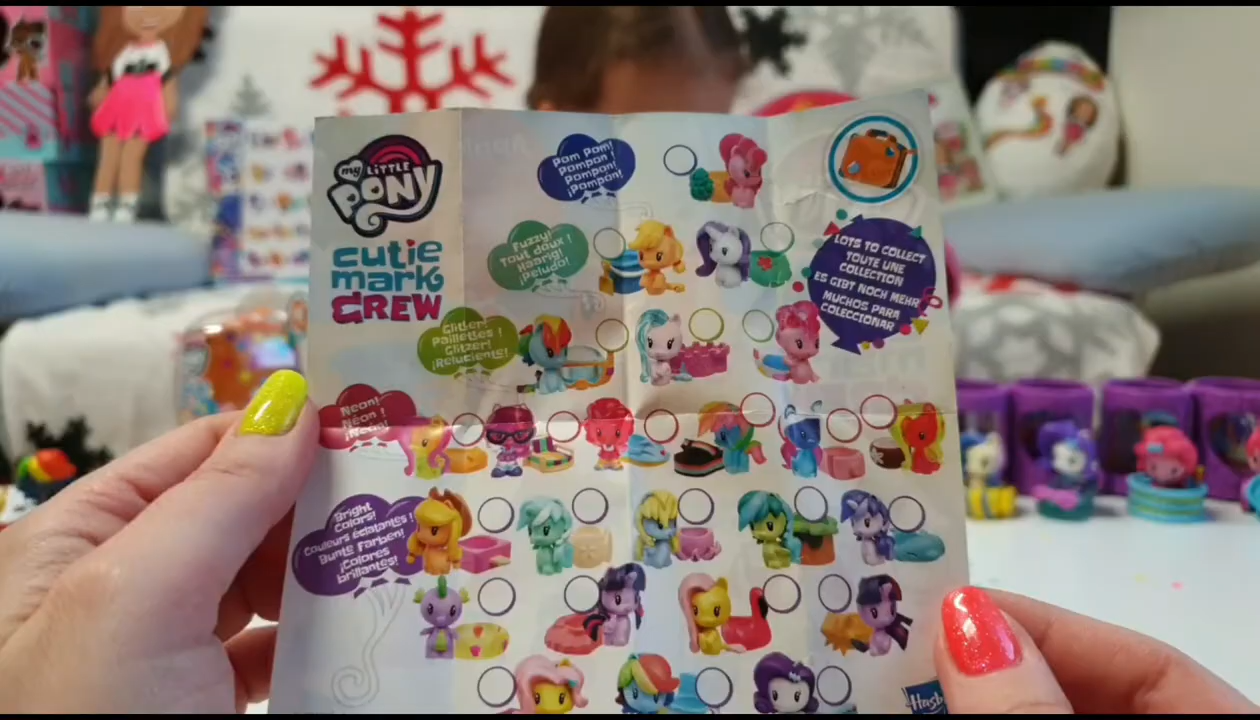 my LITTLE
PONY
cutie
mark
CREW
Pom Pom!
Pompon !
Pompon!
¡Pompón!
LOTS TO COLLECT
TOUTE UNE
COLLECTION
ES GIBT NOCH MEHR
MUCHOS PARA
COLECCIONAR
Fuzzy!
Tout doux !
Haarig!
¡Peludo!
Glitter!
Paillettes !
Glitzer!
¡Reluciente!
Neon!
Néon !
¡Neón!
Bright
Colors!
Couleurs éclatantes !
Bunte Farben!
¡Colores
brillantes!
Hasb